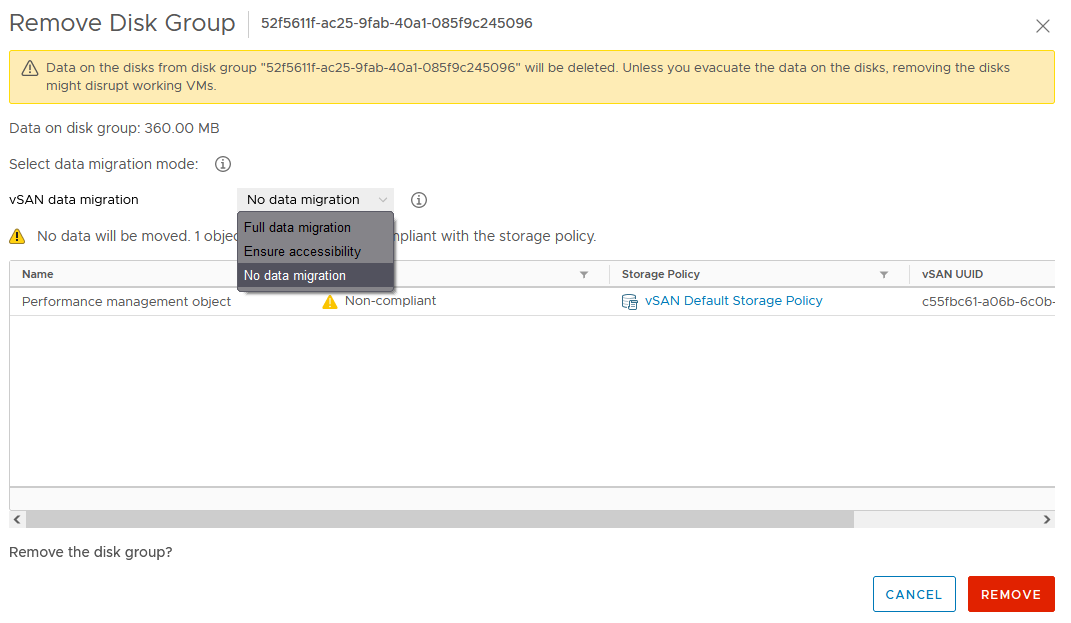 Remove Disk Group 52f5611f-ac25-9fab-40a1-085f9c245096
Data on the disks from disk group "52f5611f-ac25-9fab-40a1-085f9c245096" will be deleted. Unless you evacuate the data on the disks, removing the disks
might disrupt working VMs.
Data on disk group: 360.00 MB
Select data migration mode:
vSAN data migration No data migration
Full data migration
Ensure accessibility
No data migration
No data will be moved. 1 objec mpliant with the storage policy.
Name Storage Policy vSAN UUID
Performance management object Non-compliant vSAN Default Storage Policy c55fbc61-a06b-6c0b-
Remove the disk group?
CANCEL REMOVE